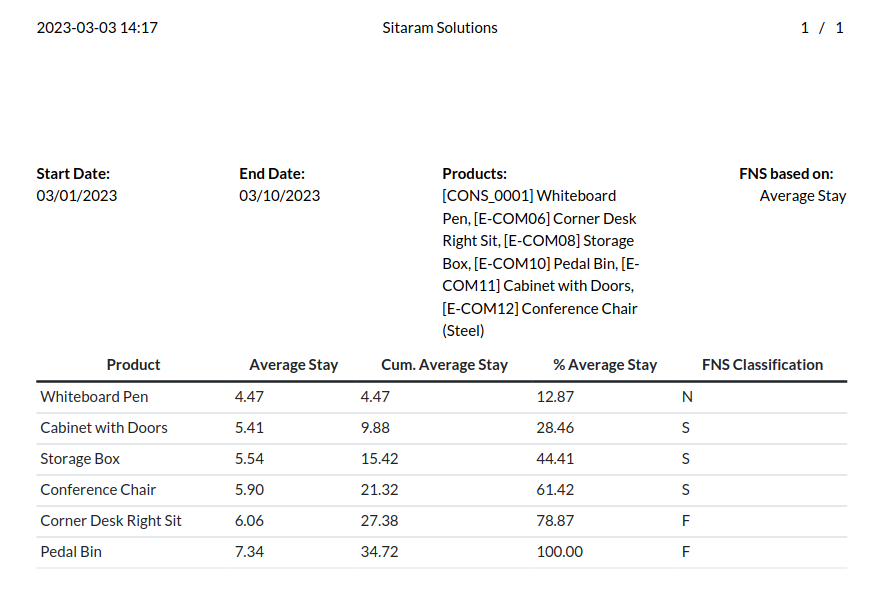 2023-03-03 14:17 Sitaram Solutions 1 / 1
Start Date: End Date: Products: FNS based on:
03/01/2023 03/10/2023 [CONS_0001] Whiteboard Average Stay
Pen, [E-COM06] Corner Desk
Right Sit, [E-COM08] Storage
Box, [E-COM10] Pedal Bin, [E-
COM11] Cabinet with Doors,
[E-COM12] Conference Chair
(Steel)
Product Average Stay Cum. Average Stay % Average Stay FNS Classification
Whiteboard Pen 4.47 4.47 12.87 N
Cabinet with Doors 5.41 9.88 28.46 S
Storage Box 5.54 15.42 44.41 S
Conference Chair 5.90 21.32 61.42 S
Corner Desk Right Sit 6.06 27.38 78.87 F
Pedal Bin 7.34 34.72 100.00 F